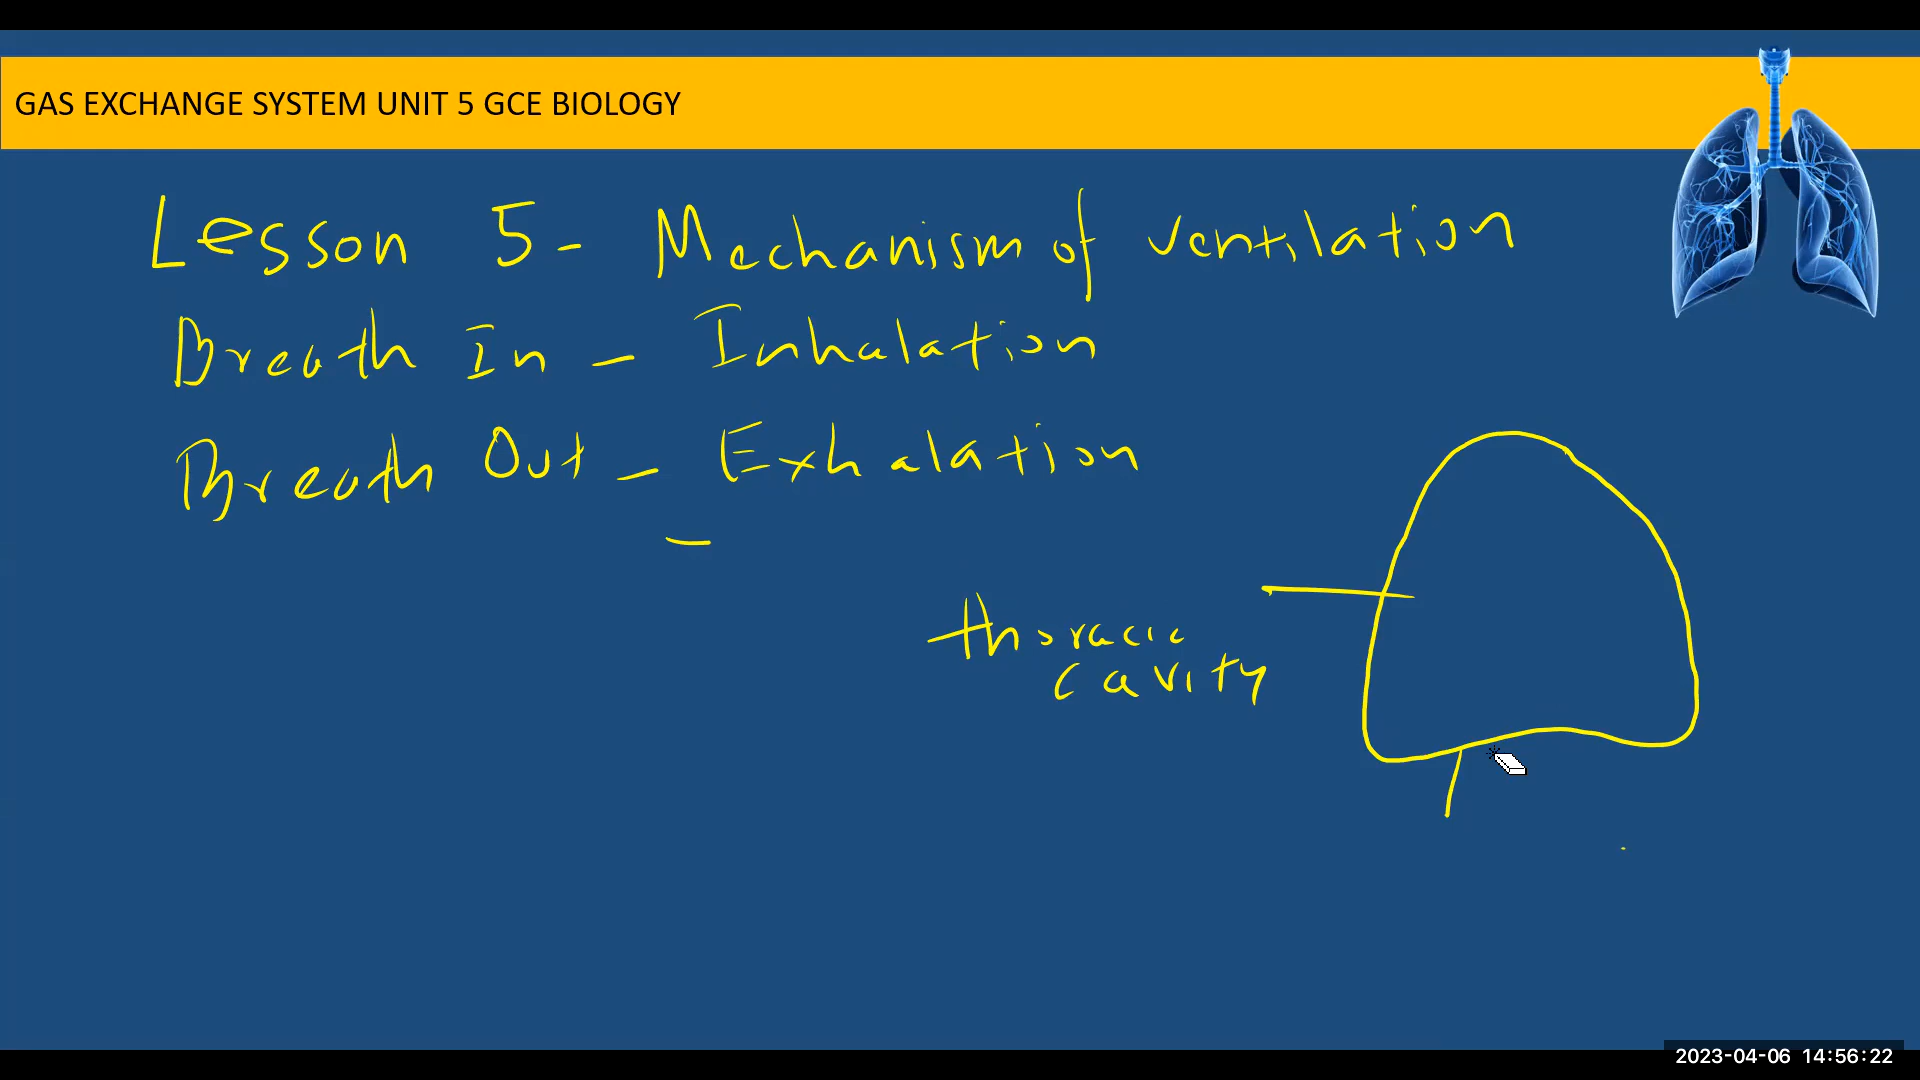 GAS EXCHANGE SYSTEM UNIT 5 GCE BIOLOGY
Lesson 5 - Mechanism of ventilation
Breath In - Inhalation
Breath Out - Exhalation
-
thoracic
cavity
2023-04-06 14:56:22